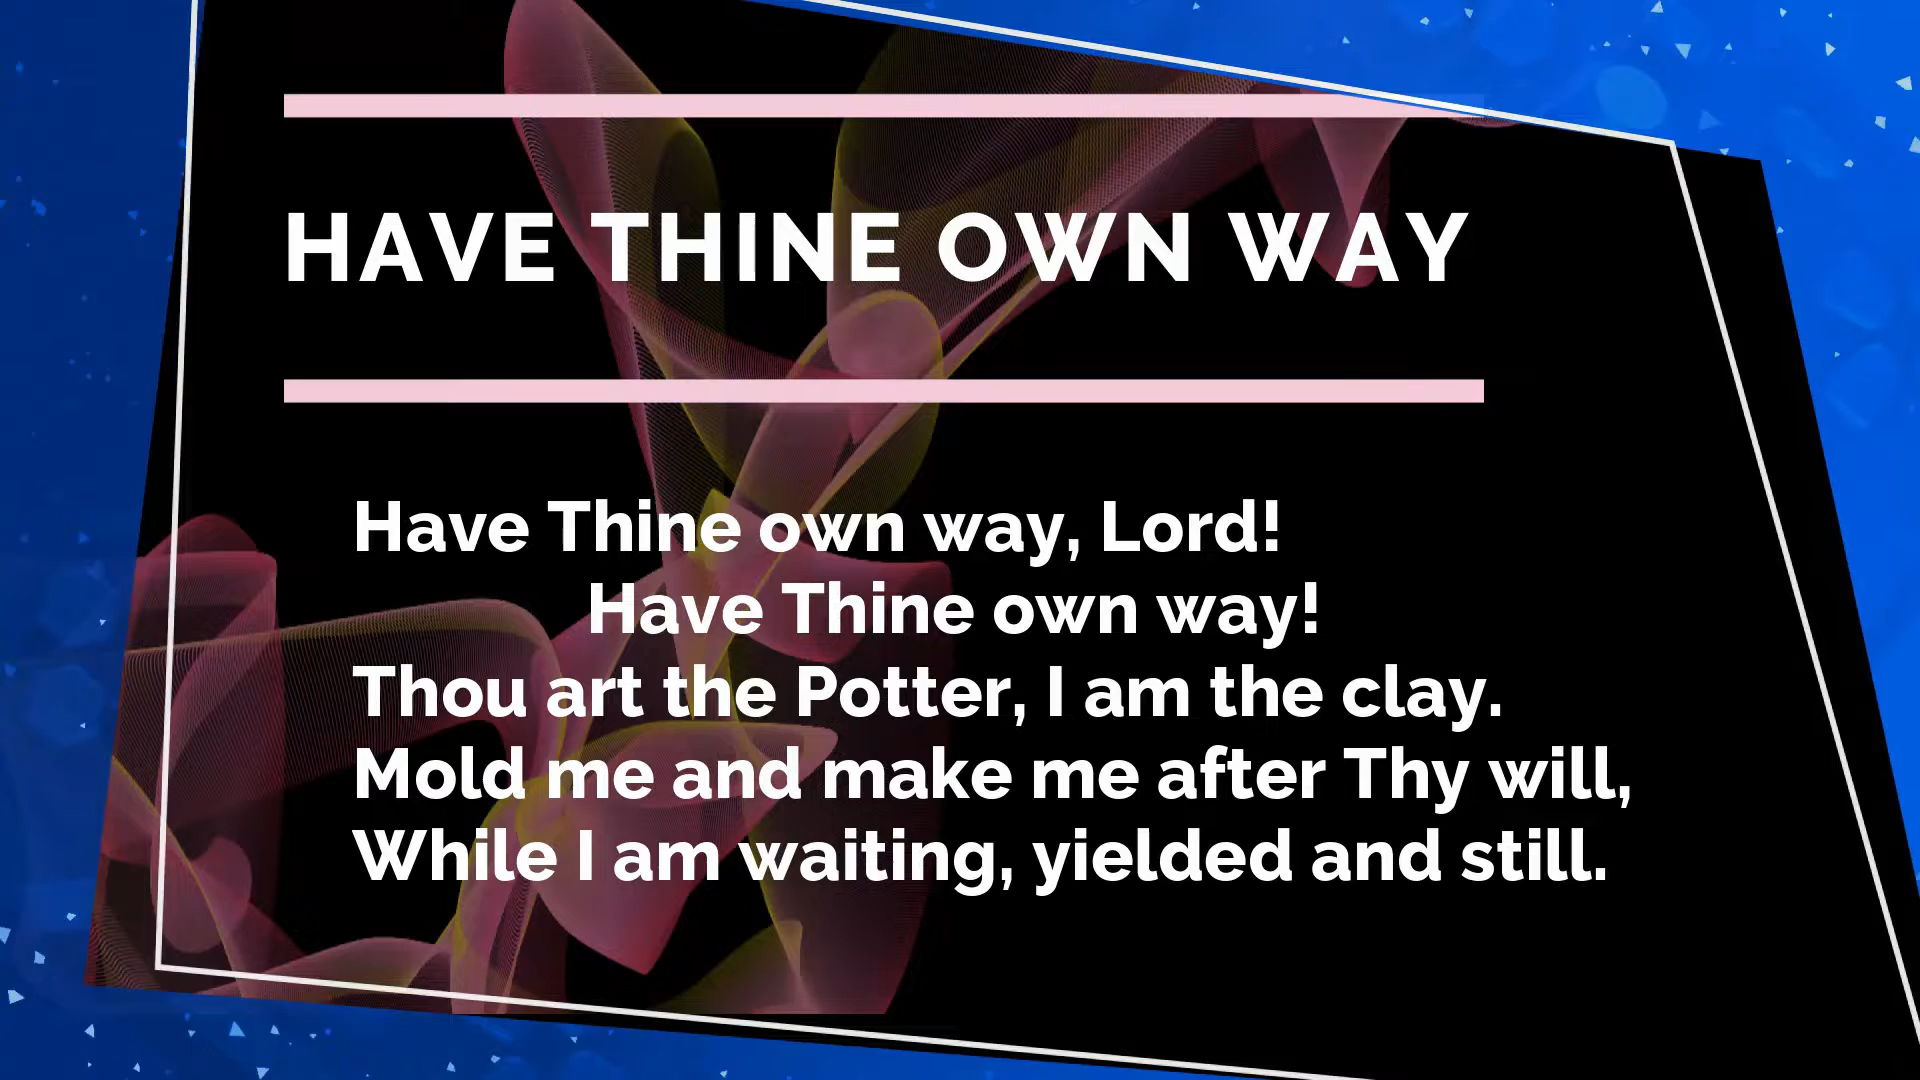 HAVE THINE OWN WAY
Have Thine own way, Lord!
Have Thine own way!
Thou art the Potter, I am the clay.
Mold me and make me after Thy will,
While I am waiting, yielded and still.